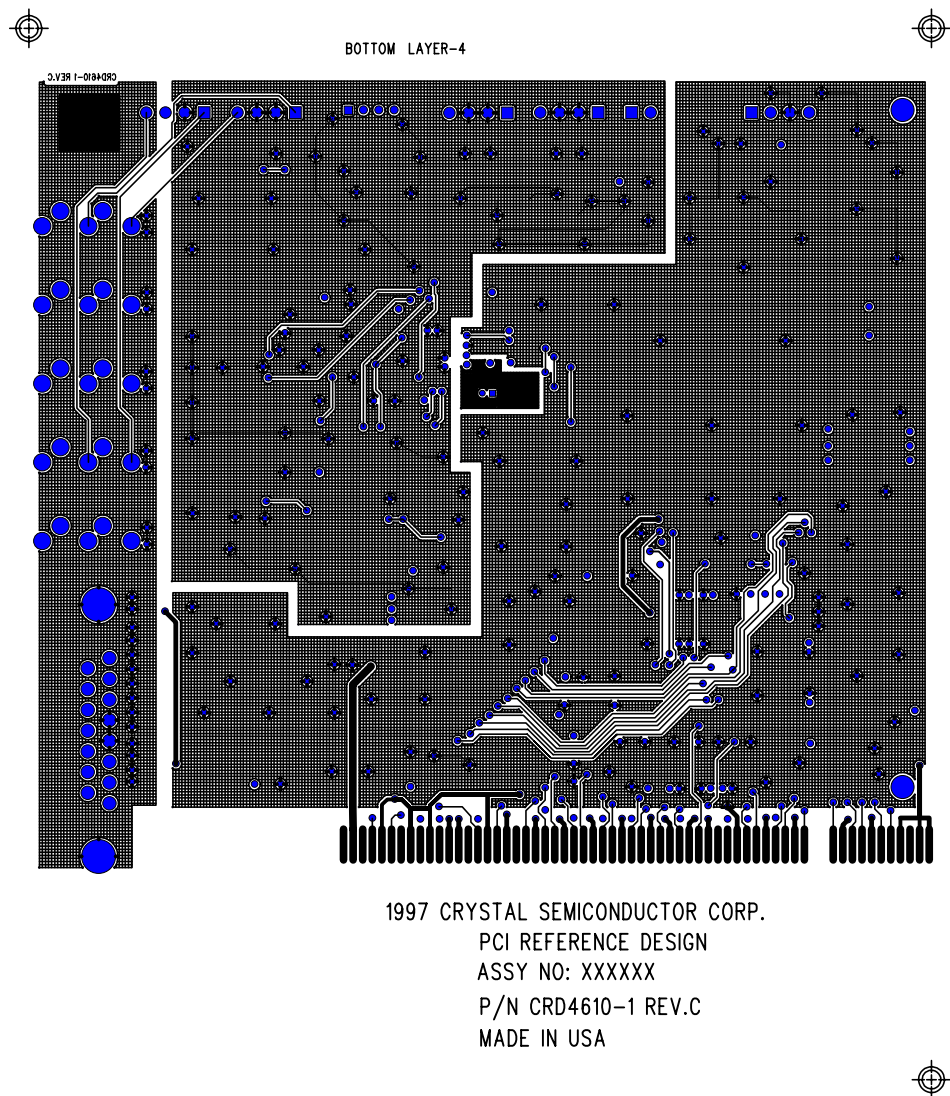 BOTTOM LAYER-4
CRD4610-1 REV.C.
1997 CRYSTAL SEMICONDUCTOR CORP.
PCI REFERENCE DESIGN
ASSY NO: XXXXXX
P/N CRD4610-1 REV.C
MADE IN USA